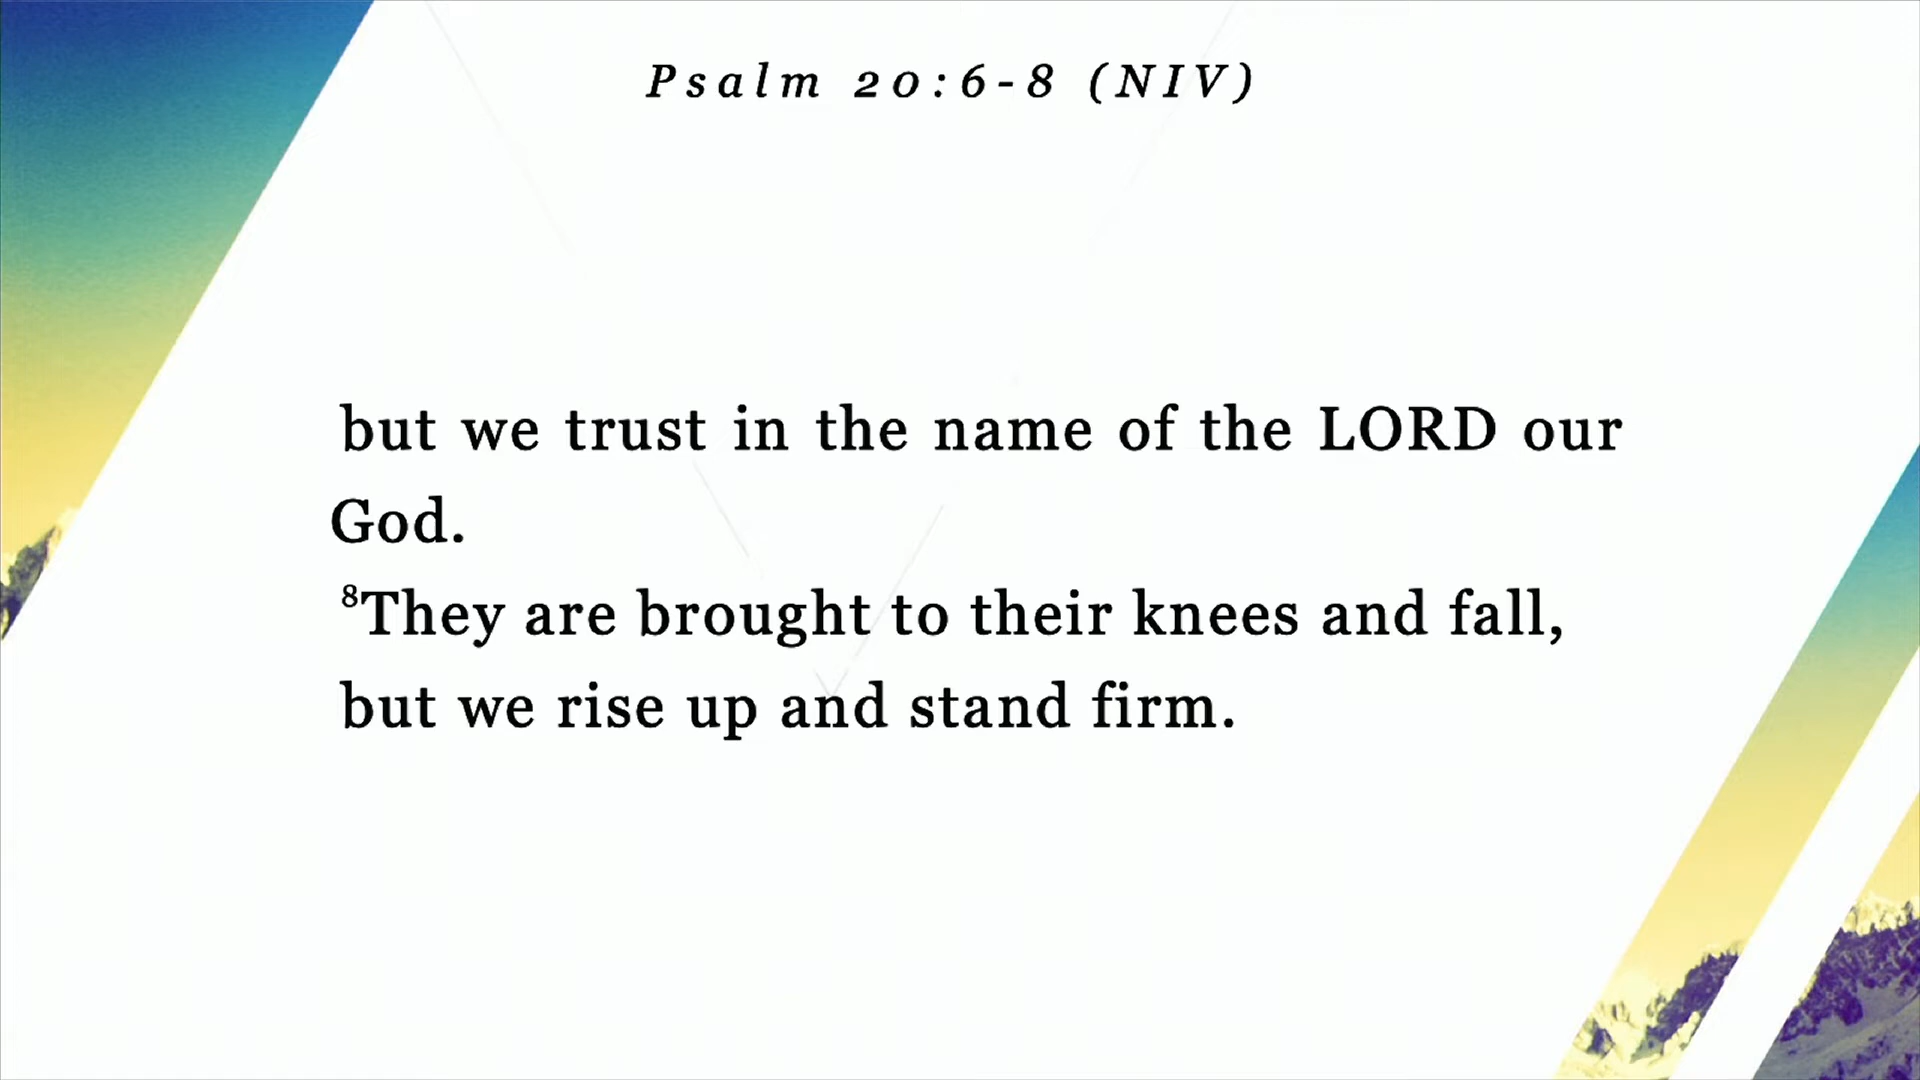 Psalm 20:6-8 (NIV)
but we trust in the name of the LORD our
God.
⁸They are brought to their knees and fall,
but we rise up and stand firm.